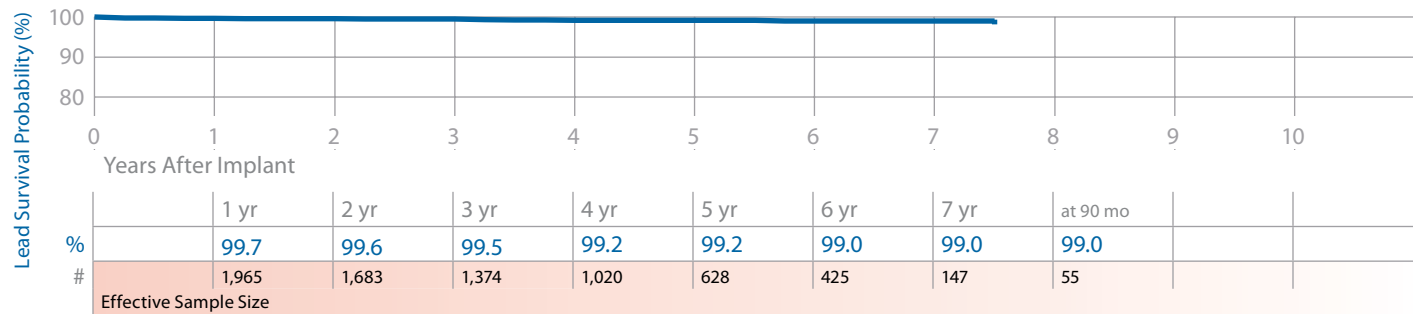 Lead Survival Probability (%)
100
90
80
0 1 2 3 4 5 6 7 8 9 10
Years After Implant
1 yr 2 yr 3 yr 4 yr 5 yr 6 yr 7 yr at 90 mo
% 99.7 99.6 99.5 99.2 99.2 99.0 99.0 99.0
# 1,965 1,683 1,374 1,020 628 425 147 55
Effective Sample Size